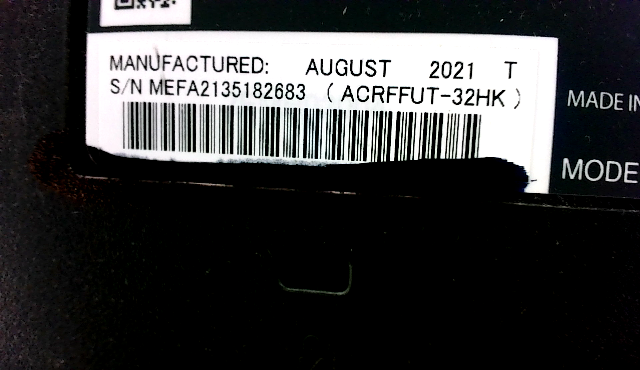 MANUFACTURED: AUGUST 2021 T
S/N MEFA2135182683 ( ACRFFUT-32HK )
MADE IN
MODE